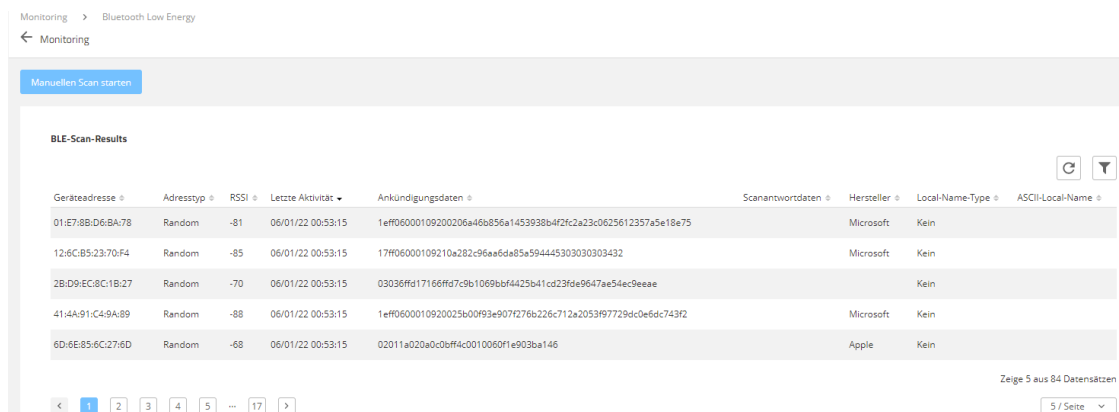 Monitoring > Bluetooth Low Energy
← Monitoring
Manuellen Scan starten
BLE-Scan-Results
Geräteadresse Adresstyp RSSI Letzte Aktivität Ankündigungsdaten Scanantwortdaten Hersteller Local-Name-Type ASCII-Local-Name
01:E7:8B:D6:BA:78 Random -81 06/01/22 00:53:15 1eff06000109200206a46b856a1453938b4f2fc2a23c0625612357a5e18e75 Microsoft Kein
12:6C:B5:23:70:F4 Random -85 06/01/22 00:53:15 17ff06000109210a282c96aa6da85a594445303030303432 Microsoft Kein
2B:D9:EC:8C:1B:27 Random -70 06/01/22 00:53:15 03036ffd17166ffd7c9b1069bbf4425b41cd23fde9647ae54ec9eeae Kein
41:4A:91:C4:9A:89 Random -88 06/01/22 00:53:15 1eff0600010920025b00f93e907f276b226c712a2053f97729dc0e6dc743f2 Microsoft Kein
6D:6E:85:6C:27:6D Random -68 06/01/22 00:53:15 02011a020a0c0bff4c0010060f1e903ba146 Apple Kein
Zeige 5 aus 84 Datensätzen
< 1 2 3 4 5 ... 17 > 5 / Seite